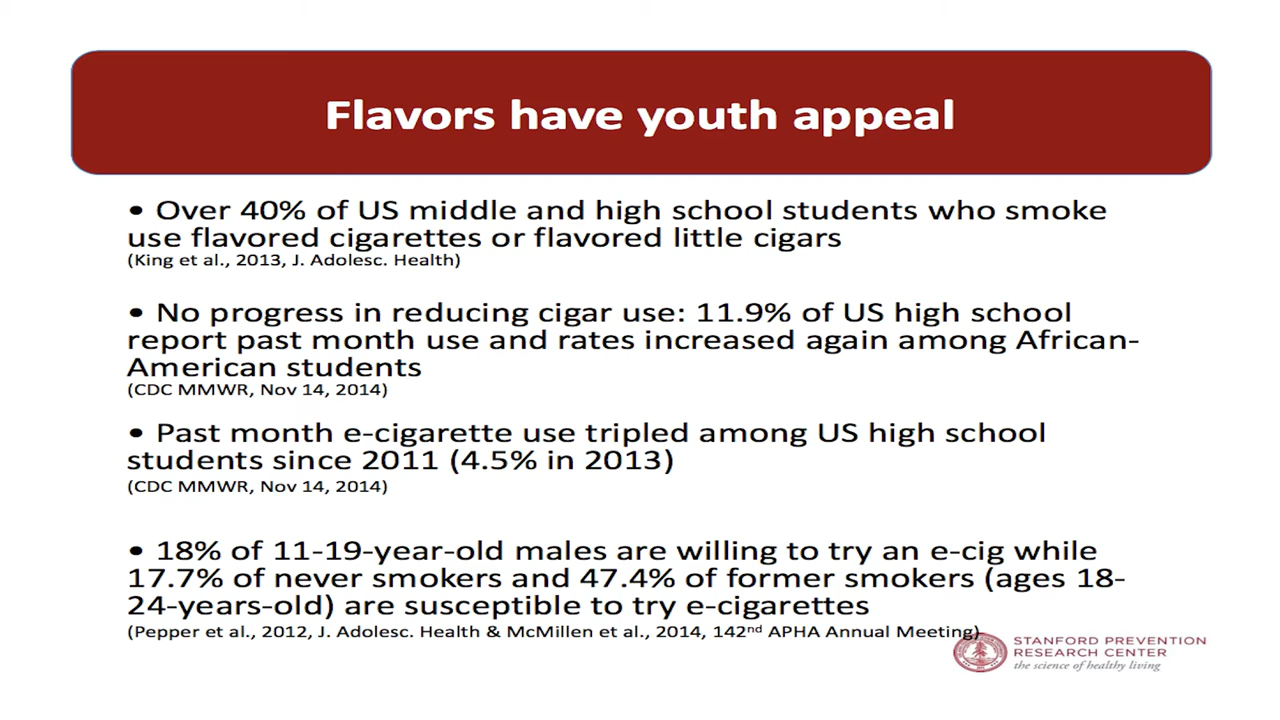 Flavors have youth appeal
• Over 40% of US middle and high school students who smoke
use flavored cigarettes or flavored little cigars
(King et al., 2013, J. Adolesc. Health)
• No progress in reducing cigar use: 11.9% of US high school
report past month use and rates increased again among African-
American students
(CDC MMWR, Nov 14, 2014)
• Past month e-cigarette use tripled among US high school
students since 2011 (4.5% in 2013)
(CDC MMWR, Nov 14, 2014)
• 18% of 11-19-year-old males are willing to try an e-cig while
17.7% of never smokers and 47.4% of former smokers (ages 18-
24-years-old) are susceptible to try e-cigarettes
(Pepper et al., 2012, J. Adolesc. Health & McMillen et al., 2014, 142nd APHA Annual Meeting)
STANFORD PREVENTION
RESEARCH CENTER
the science of healthy living